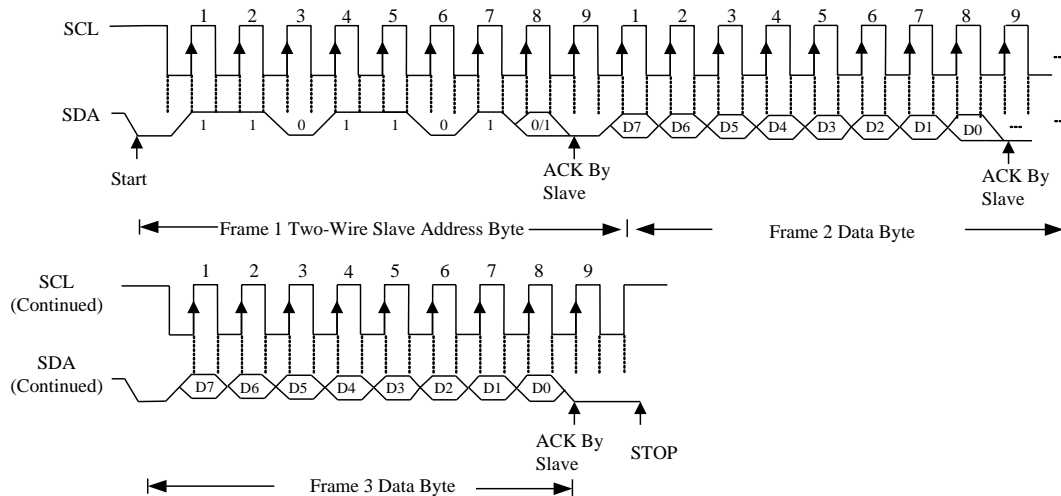 1 2 3 4 5 6 7 8 9 1 2 3 4 5 6 7 8 9
SCL
SDA
1 1 0 1 1 0 1 0/1 D7 D6 D5 D4 D3 D2 D1 D0
Start
ACK By
Slave
ACK By
Slave
Frame 1 Two-Wire Slave Address Byte
Frame 2 Data Byte
1 2 3 4 5 6 7 8 9
SCL
(Continued)
SDA
(Continued)
D7 D6 D5 D4 D3 D2 D1 D0
ACK By
Slave
STOP
Frame 3 Data Byte